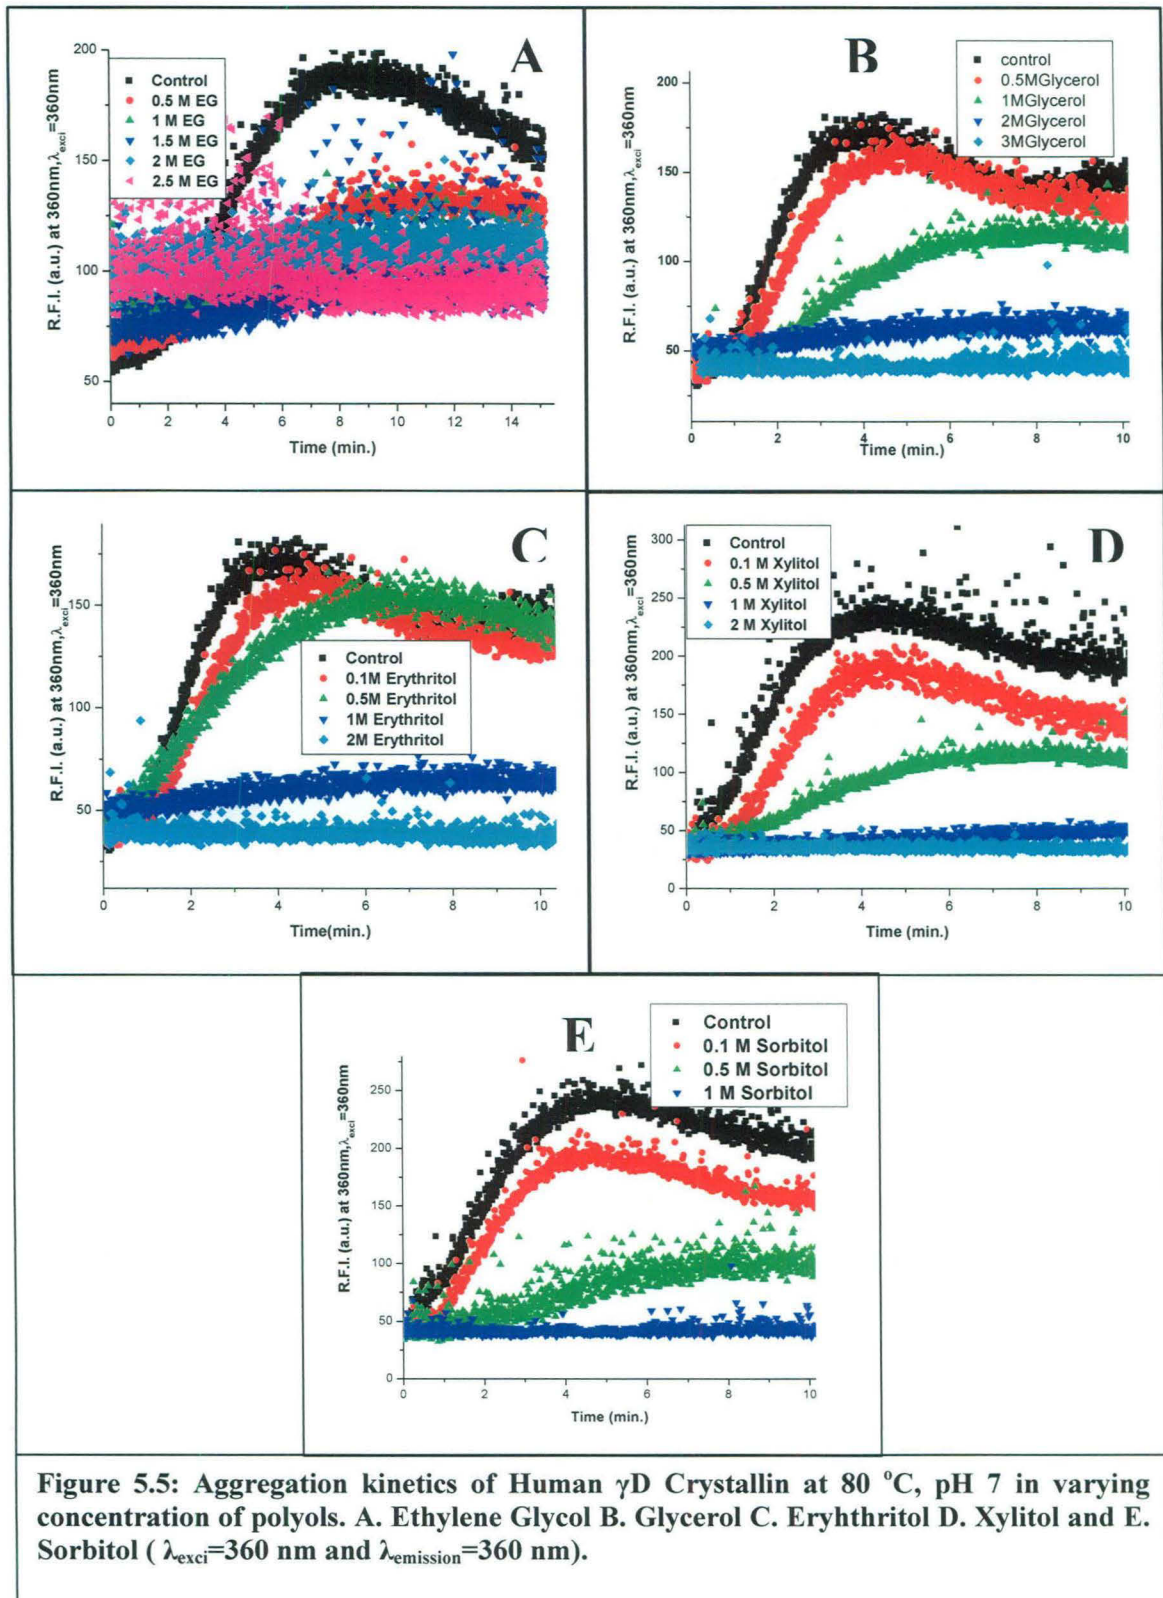 A
200
150
100
50
R.F.I. (a.u.) at 360nm,λexci=360nm
Control
0.5 M EG
1 M EG
1.5 M EG
2 M EG
2.5 M EG
0 2 4 6 8 10 12 14
Time (min.)
B
200
150
100
50
R.F.I. (a.u.) at 360nm,λexci=360nm
control
0.5MGlycerol
1MGlycerol
2MGlycerol
3MGlycerol
0 2 4 6 8 10
Time (min.)
C
150
100
50
R.F.I. (a.u.) at 360nm,λexci=360nm
Control
0.1M Erythritol
0.5M Erythritol
1M Erythritol
2M Erythritol
0 2 4 6 8 10
Time(min.)
D
300
250
200
150
100
50
0
R.F.I. (a.u.) at 360nm,λexci=360nm
Control
0.1 M Xylitol
0.5 M Xylitol
1 M Xylitol
2 M Xylitol
0 2 4 6 8 10
Time (min.)
E
250
200
150
100
50
0
R.F.I. (a.u.) at 360nm,λexci=360nm
Control
0.1 M Sorbitol
0.5 M Sorbitol
1 M Sorbitol
0 2 4 6 8 10
Time (min.)
Figure 5.5: Aggregation kinetics of Human γD Crystallin at 80 °C, pH 7 in varying
concentration of polyols. A. Ethylene Glycol B. Glycerol C. Eryhthritol D. Xylitol and E.
Sorbitol ( λexci=360 nm and λemission=360 nm).